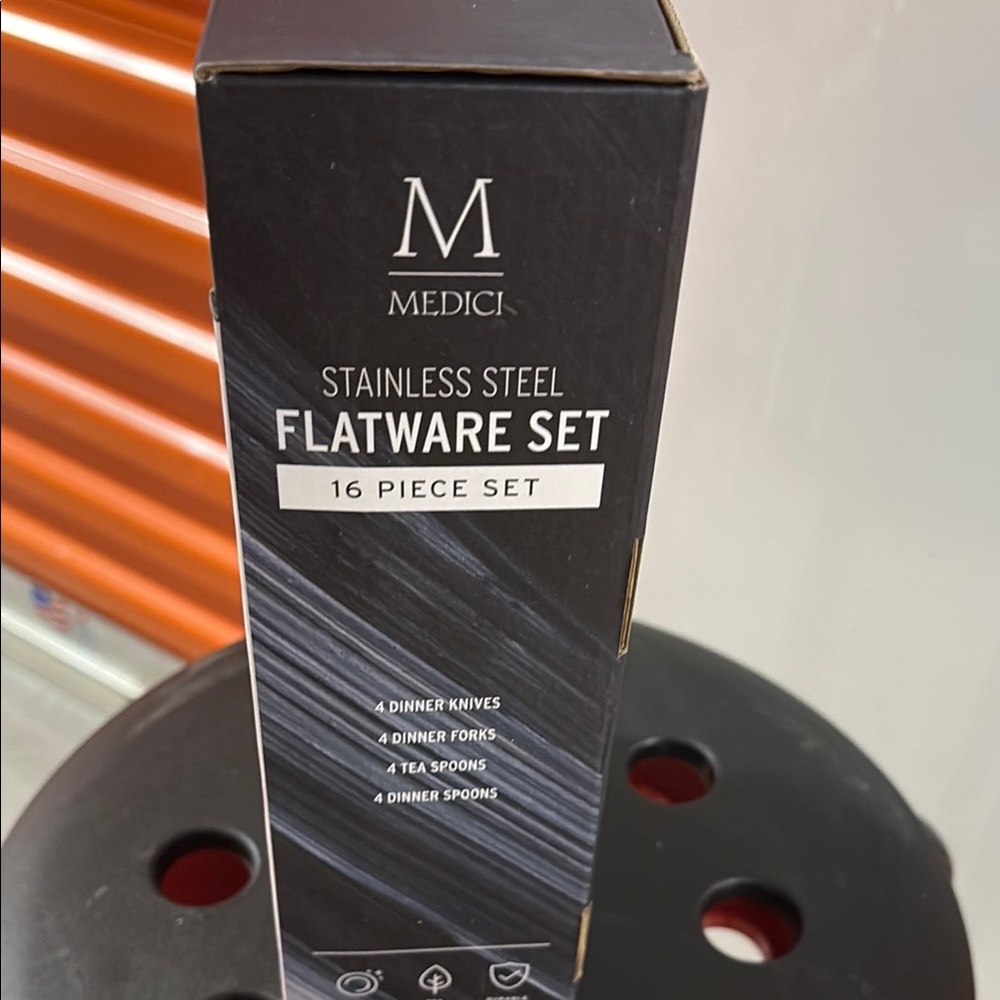 M
MEDICI
STAINLESS STEEL
FLATWARE SET
16 PIECE SET
4 DINNER KNIVES
4 DINNER FORKS
4 TEA SPOONS
4 DINNER SPOONS